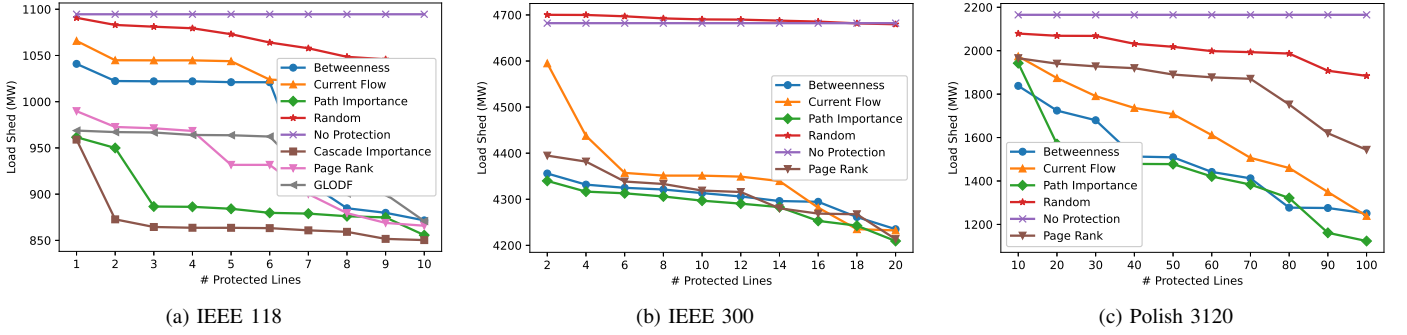 1100
1050
1000
950
900
850
Load Shed (MW)
1 2 3 4 5 6 7 8 9 10
# Protected Lines
Betweenness
Current Flow
Path Importance
Random
No Protection
Cascade Importance
Page Rank
GLODF
(a) IEEE 118
4700
4600
4500
4400
4300
4200
Load Shed (MW)
2 4 6 8 10 12 14 16 18 20
# Protected Lines
Betweenness
Current Flow
Path Importance
Random
No Protection
Page Rank
(b) IEEE 300
2200
2000
1800
1600
1400
1200
Load Shed (MW)
10 20 30 40 50 60 70 80 90 100
# Protected Lines
Betweenness
Current Flow
Path Importance
Random
No Protection
Page Rank
(c) Polish 3120